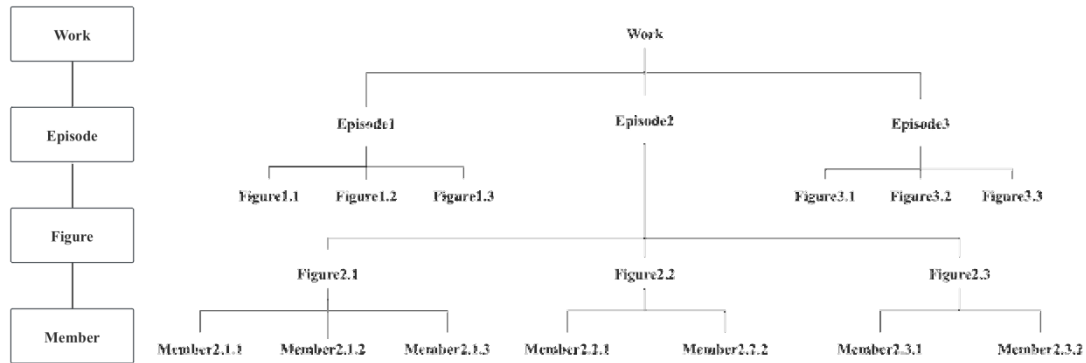 Work
Episode
Figure
Member
Work
Episode1
Episode2
Episode3
Figure1.1
Figure1.2
Figure1.3
Figure3.1
Figure3.2
Figure3.3
Figure2.1
Figure2.2
Figure2.3
Member2.1.1
Member2.1.2
Member2.1.3
Member2.2.1
Member2.2.2
Member2.3.1
Member2.3.2